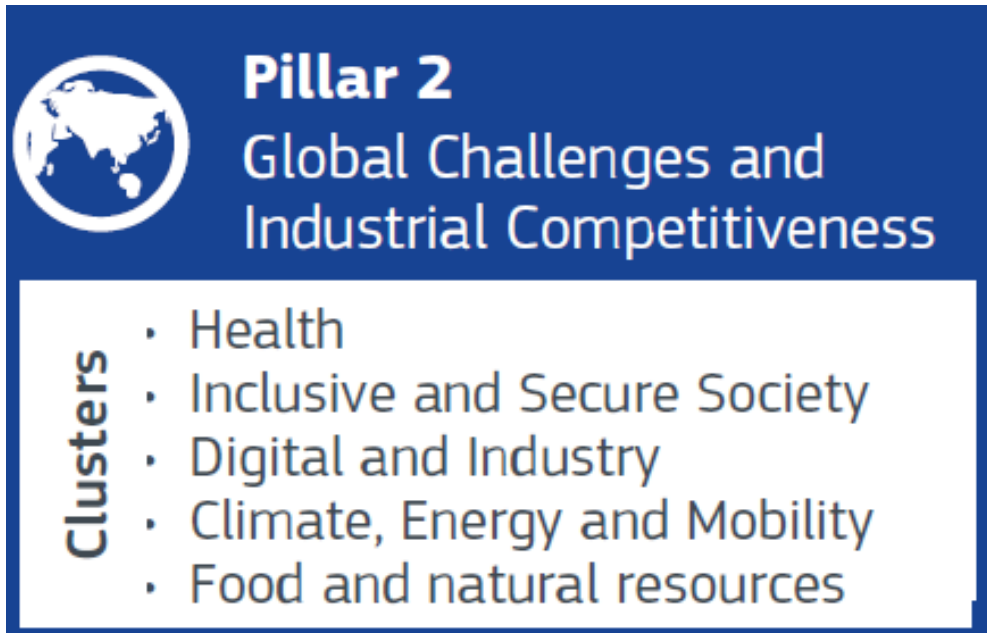 Pillar 2
Global Challenges and
Industrial Competitiveness
Clusters
· Health
· Inclusive and Secure Society
· Digital and Industry
· Climate, Energy and Mobility
· Food and natural resources